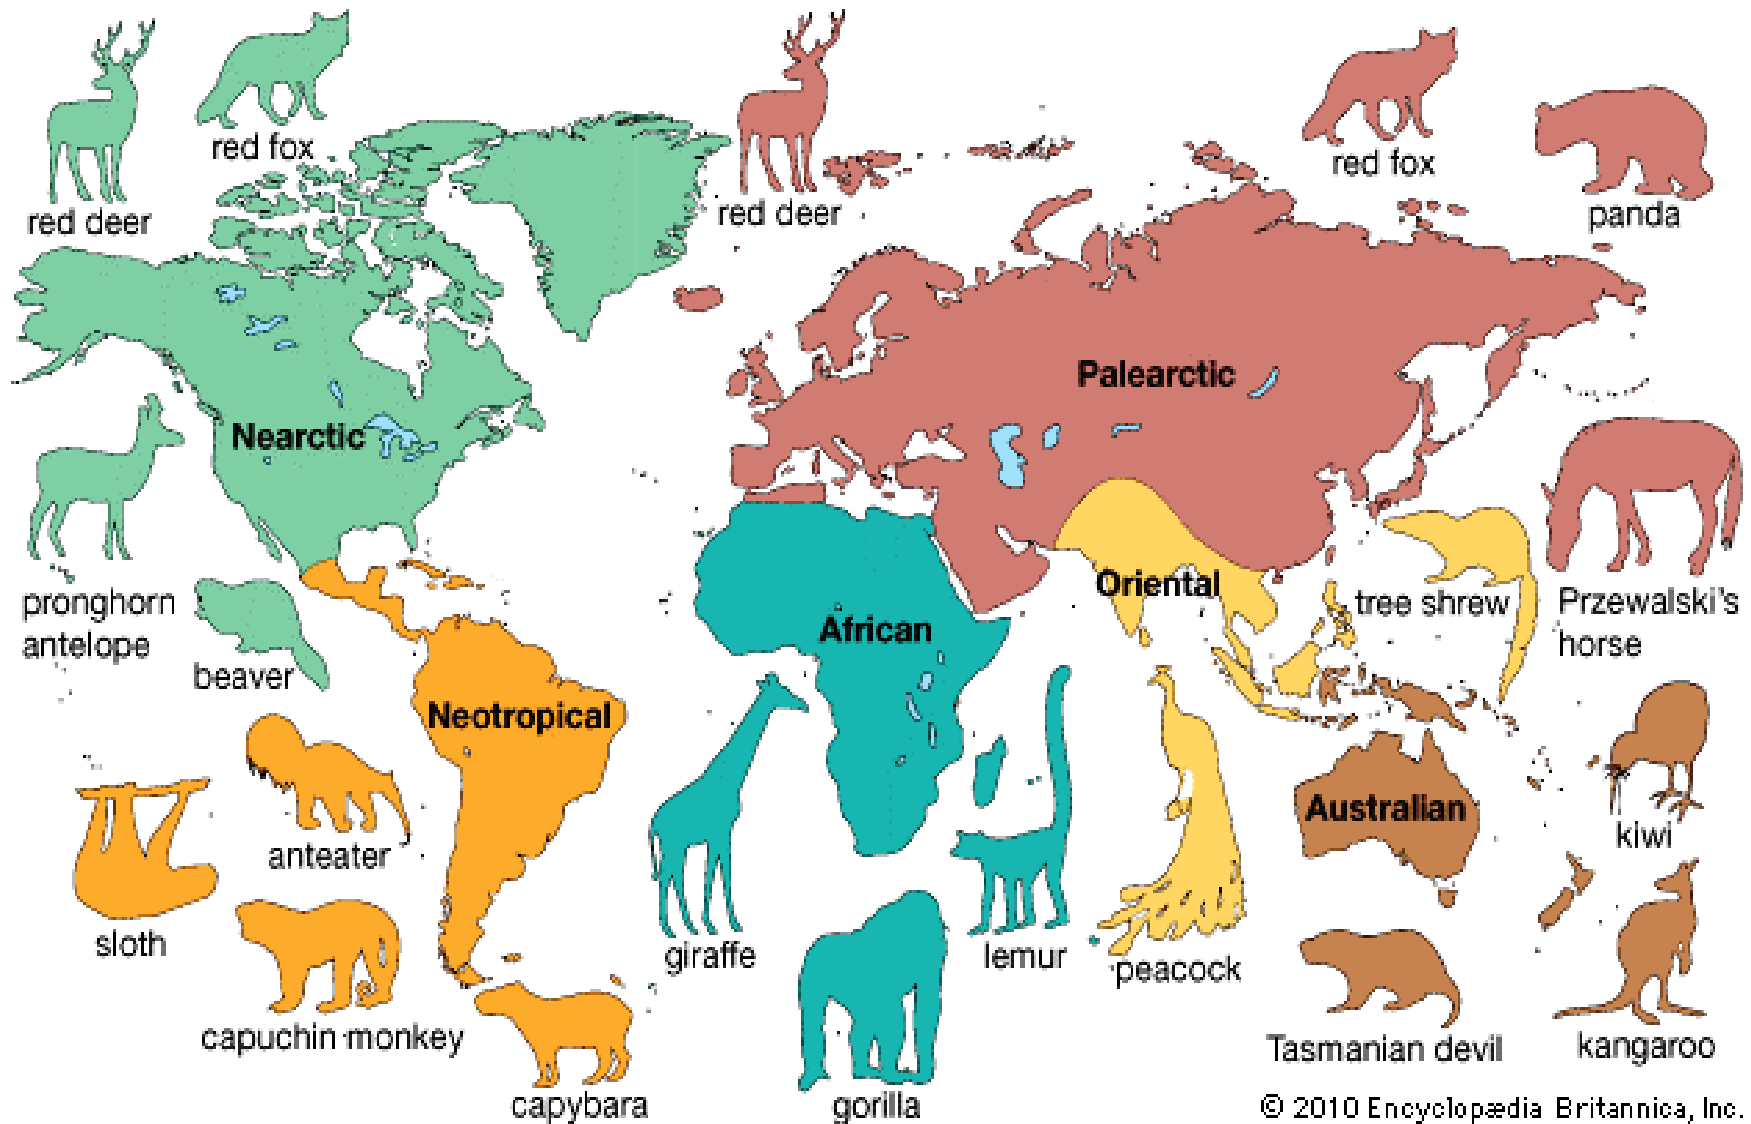 red fox
red deer
red deer
red fox
panda
Palearctic
Nearctic
pronghorn
antelope
beaver
African
Oriental
tree shrew
Przewalski's
horse
Neotropical
Australian
kiwi
anteater
sloth
giraffe
lemur
peacock
capuchin monkey
Tasmanian devil
kangaroo
capybara
gorilla
© 2010 Encyclopædia Britannica, Inc.